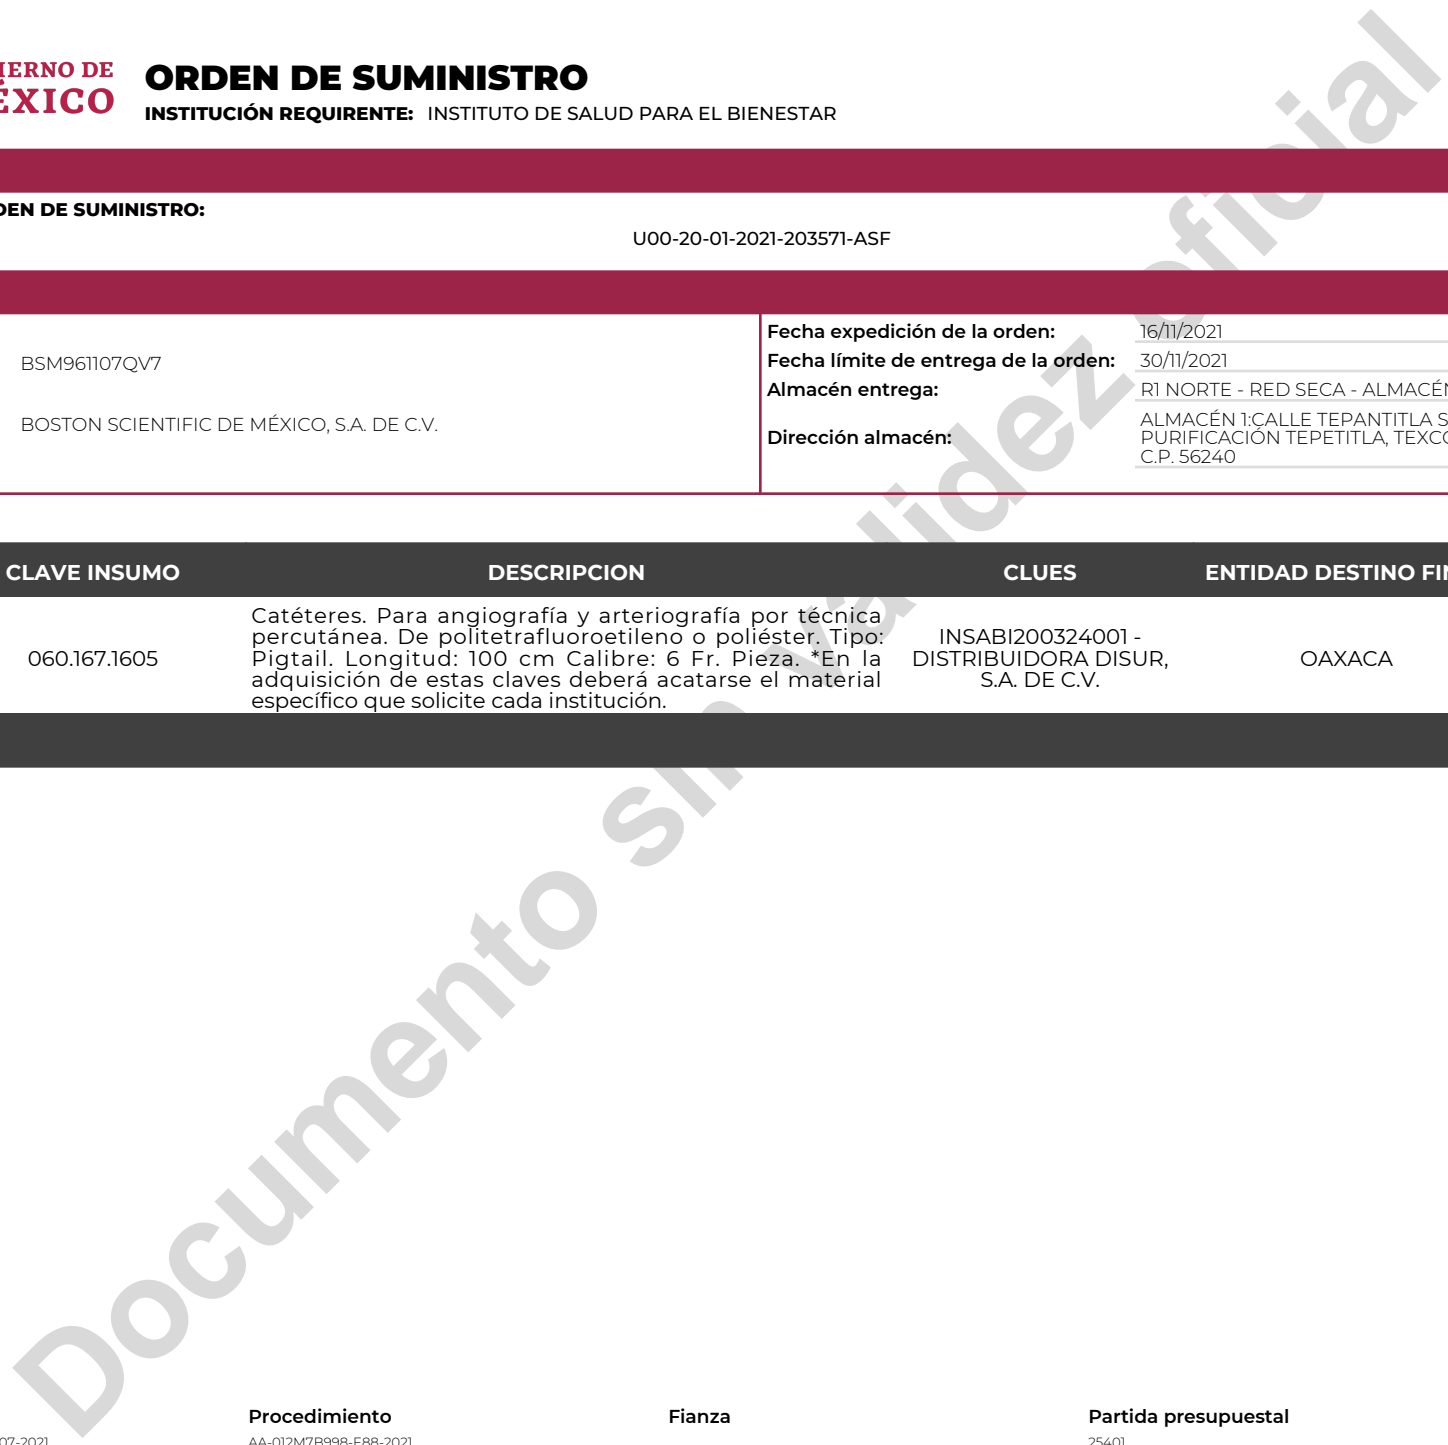 IERNO DE
ÉXICO
ORDEN DE SUMINISTRO
INSTITUCIÓN REQUIRENTE: INSTITUTO DE SALUD PARA EL BIENESTAR
DEN DE SUMINISTRO:
U00-20-01-2021-203571-ASF
BSM961107QV7
BOSTON SCIENTIFIC DE MÉXICO, S.A. DE C.V.
Fecha expedición de la orden: 16/11/2021
Fecha límite de entrega de la orden: 30/11/2021
Almacén entrega: R1 NORTE - RED SECA - ALMACÉN
Dirección almacén: ALMACÉN 1:CALLE TEPANTITLA S
PURIFICACIÓN TEPETITLA, TEXCO
C.P. 56240
CLAVE INSUMO DESCRIPCION CLUES ENTIDAD DESTINO FIN
060.167.1605
Catéteres. Para angiografía y arteriografía por técnica
percutánea. De politetrafluoroetileno o poliéster. Tipo:
Pigtail. Longitud: 100 cm Calibre: 6 Fr. Pieza. *En la
adquisición de estas claves deberá acatarse el material
específico que solicite cada institución.
INSABI200324001 -
DISTRIBUIDORA DISUR,
S.A. DE C.V.
OAXACA
Documento sin validez oficial
Procedimiento Fianza Partida presupuestal
07-2021 AA-012M7B998-E88-2021 25401